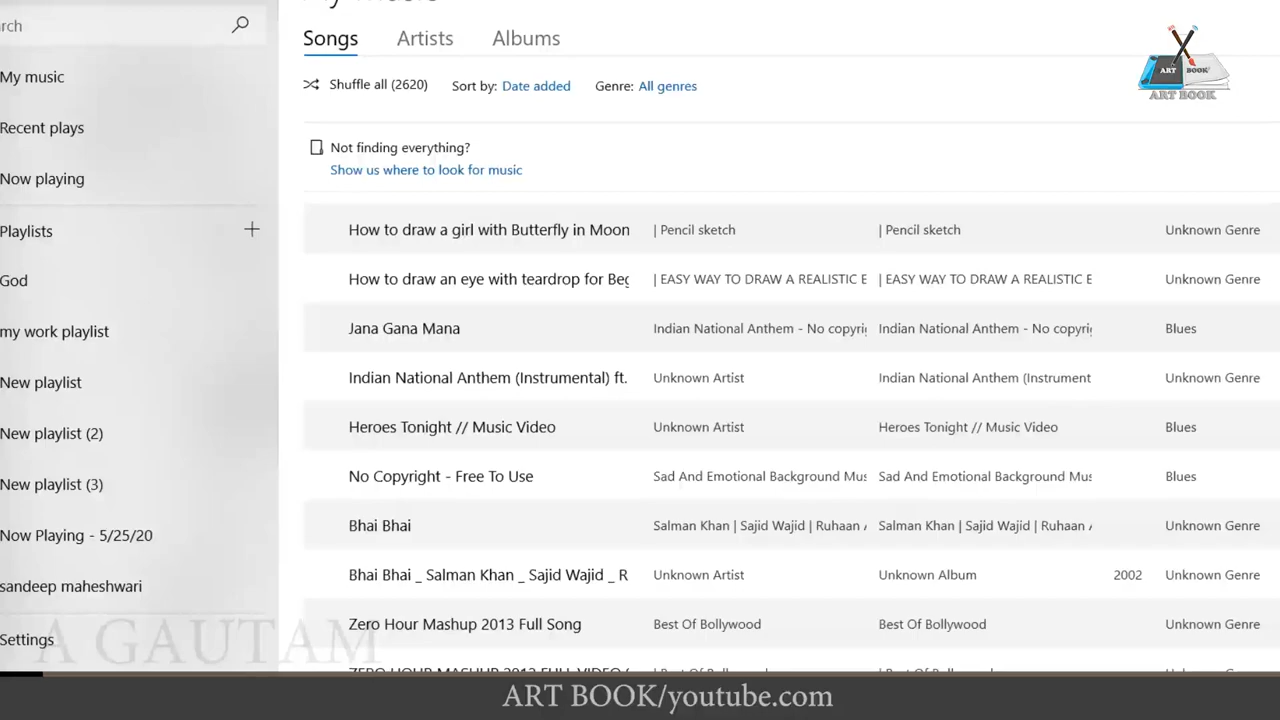 rch
My music
Recent plays
Now playing
Playlists
God
my work playlist
New playlist
New playlist (2)
New playlist (3)
Now Playing - 5/25/20
sandeep maheshwari
Settings
A GAUTAM
Songs Artists Albums
Shuffle all (2620) Sort by: Date added Genre: All genres
Not finding everything?
Show us where to look for music
How to draw a girl with Butterfly in Moon | Pencil sketch | Pencil sketch Unknown Genre
How to draw an eye with teardrop for Beg | EASY WAY TO DRAW A REALISTIC E | EASY WAY TO DRAW A REALISTIC E Unknown Genre
Jana Gana Mana Indian National Anthem - No copyri Indian National Anthem - No copyri Blues
Indian National Anthem (Instrumental) ft. Unknown Artist Indian National Anthem (Instrument Unknown Genre
Heroes Tonight // Music Video Unknown Artist Heroes Tonight // Music Video Blues
No Copyright - Free To Use Sad And Emotional Background Mus Sad And Emotional Background Mus Blues
Bhai Bhai Salman Khan | Sajid Wajid | Ruhaan A Salman Khan | Sajid Wajid | Ruhaan A Unknown Genre
Bhai Bhai _ Salman Khan _ Sajid Wajid _ R Unknown Artist Unknown Album 2002 Unknown Genre
Zero Hour Mashup 2013 Full Song Best Of Bollywood Best Of Bollywood Unknown Genre
ART BOOK
ART BOOK
ART BOOK/youtube.com